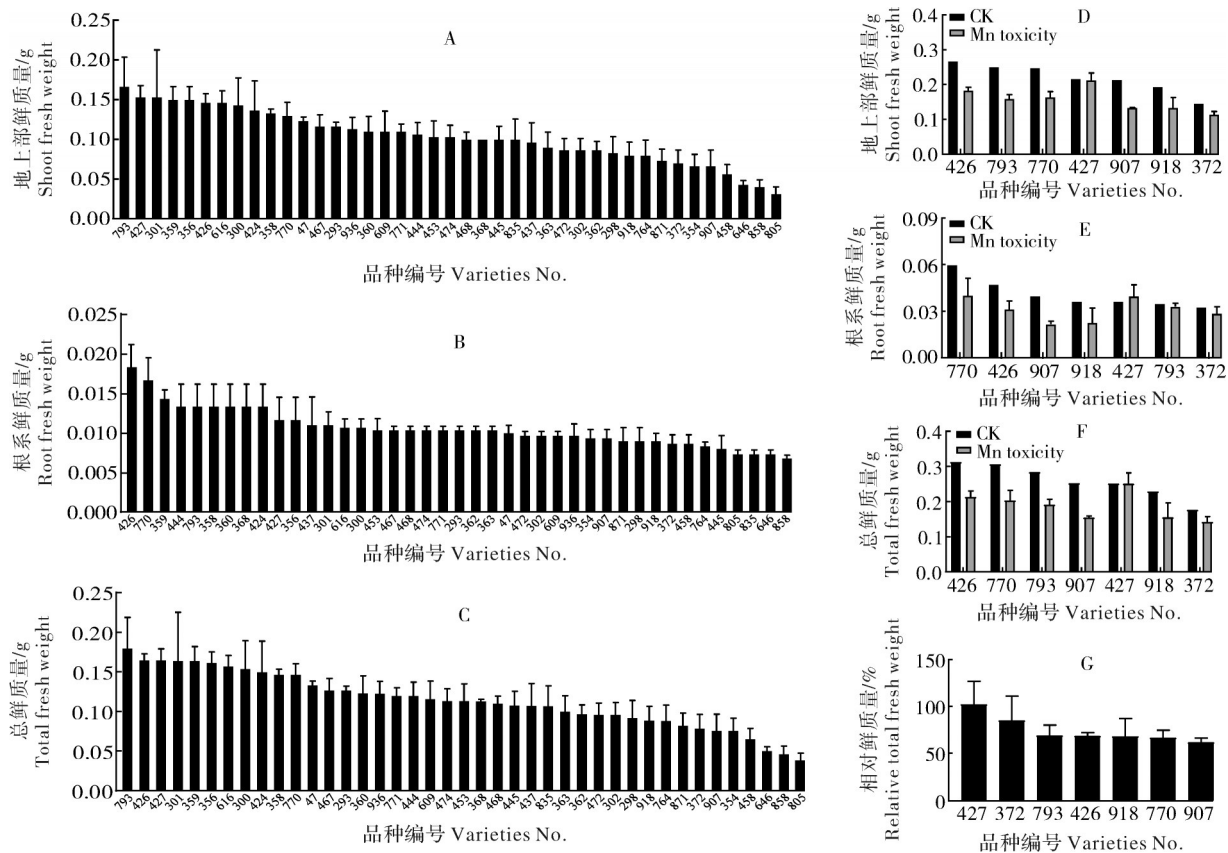 A
地上部鲜质量/g
Shoot fresh weight
0.25
0.20
0.15
0.10
0.05
0.00
793 427 301 359 356 426 616 300 424 358 770 47 467 293 936 360 609 771 444 453 474 468 368 445 835 437 363 472 302 362 298 918 764 871 372 354 907 458 646 858 805
品种编号 Varieties No.
B
根系鲜质量/g
Root fresh weight
0.025
0.020
0.015
0.010
0.005
0.000
426 770 359 444 793 358 360 368 424 427 356 437 301 616 300 453 467 468 474 771 293 362 363 47 472 302 609 936 354 907 871 298 918 372 458 764 445 805 835 646 858
品种编号 Varieties No.
C
总鲜质量/g
Total fresh weight
0.25
0.20
0.15
0.10
0.05
0.00
793 426 427 301 359 356 616 300 424 358 770 47 467 293 360 936 771 444 609 474 453 368 468 445 437 835 363 362 472 302 298 918 764 871 372 907 354 458 646 858 805
品种编号 Varieties No.
D
CK
Mn toxicity
地上部鲜质量/g
Shoot fresh weight
0.4
0.3
0.2
0.1
0.0
426 793 770 427 907 918 372
品种编号 Varieties No.
E
CK
Mn toxicity
根系鲜质量/g
Root fresh weight
0.09
0.06
0.03
0.00
770 426 907 918 427 793 372
品种编号 Varieties No.
F
CK
Mn toxicity
总鲜质量/g
Total fresh weight
0.4
0.3
0.2
0.1
0.0
426 770 793 907 427 918 372
品种编号 Varieties No.
G
相对鲜质量/%
Relative total fresh weight
150
100
50
0
427 372 793 426 918 770 907
品种编号 Varieties No.